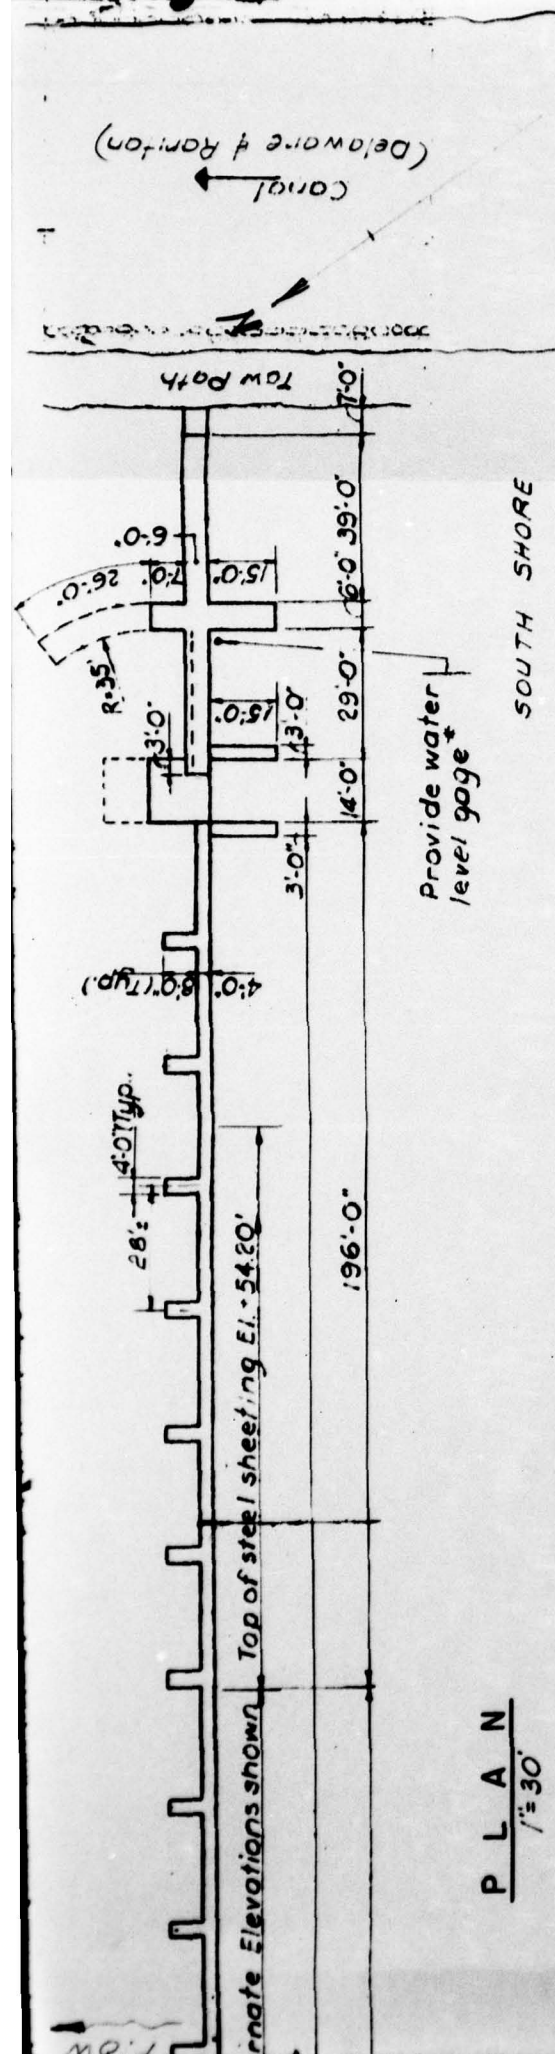 (Delaware & Raritan)
Canal
Tow Path
7'-0"
39'-0"
6'-0"
6'-0"
15'-0"
7'-0"
26'-0"
R=35'
29'-0"
15'-0"
3'-0"
3'-0"
14'-0"
3'-0"
Provide water
level gage*
SOUTH SHORE
8'-0" (Typ.)
4'-0"
4'-0" Typ.
28'±
196'-0"
Top of steel sheeting El. + 54.20'
rnate Elevations shown
PLAN
1"=30'